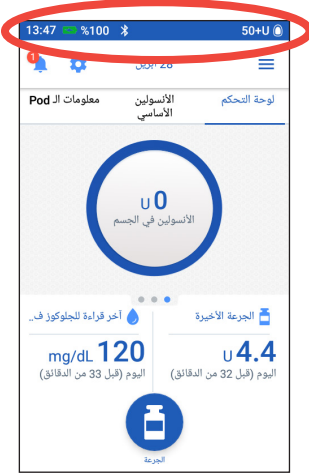 13:47 %100 50+U
1
28 أبريل
لوحة التحكم
الأنسولين الأساسي
معلومات الـ Pod
0 U
الأنسولين في الجسم
الجرعة الأخيرة
4.4 U
اليوم (قبل 32 من الدقائق)
آخر قراءة للجلوكوز ف..
120 mg/dL
اليوم (قبل 33 من الدقائق)
الجرعة